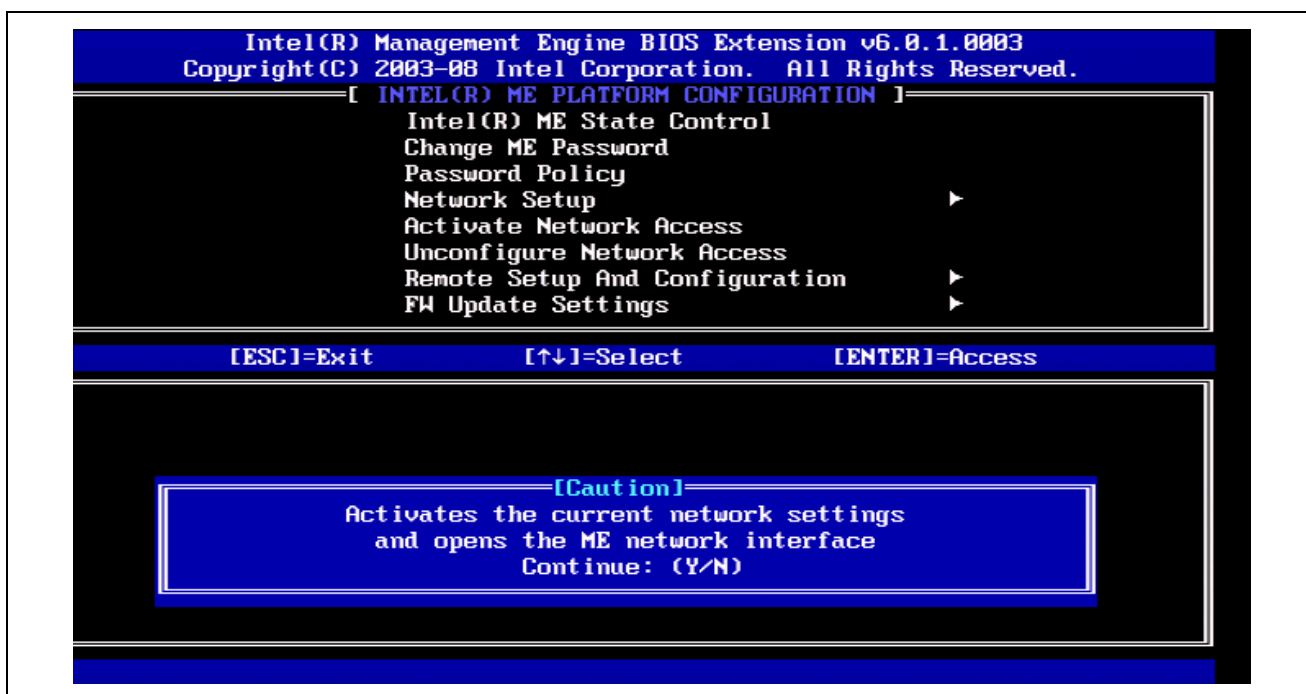 Intel(R) Management Engine BIOS Extension v6.0.1.0003
Copyright(C) 2003-08 Intel Corporation. All Rights Reserved.
[ INTEL(R) ME PLATFORM CONFIGURATION ]
Intel(R) ME State Control
Change ME Password
Password Policy
Network Setup ►
Activate Network Access
Unconfigure Network Access
Remote Setup And Configuration ►
FW Update Settings ►
[ESC]=Exit [↑↓]=Select [ENTER]=Access
[Caution]
Activates the current network settings
and opens the ME network interface
Continue: (Y/N)